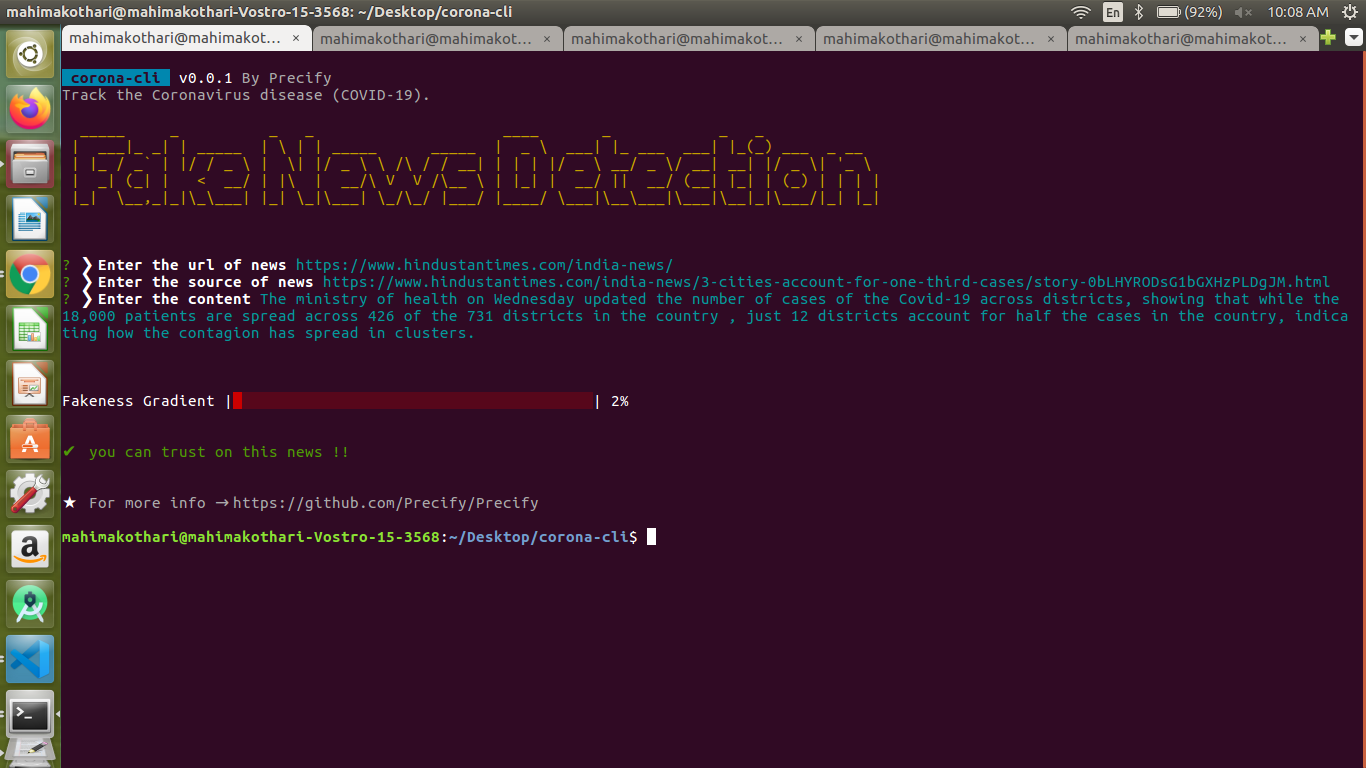 mahimakothari@mahimakothari-Vostro-15-3568: ~/Desktop/corona-cli
En
(92%)
10:08 AM
mahimakothari@mahimakot... ×
mahimakothari@mahimakot... ×
mahimakothari@mahimakot... ×
mahimakothari@mahimakot... ×
mahimakothari@mahimakot... ×
corona-cli v0.0.1 By Precify
Track the Coronavirus disease (COVID-19).
Fake News Detection
? ❯ Enter the url of news https://www.hindustantimes.com/india-news/
? ❯ Enter the source of news https://www.hindustantimes.com/india-news/3-cities-account-for-one-third-cases/story-0bLHYRODsG1bGXHzPLDgJM.html
? ❯ Enter the content The ministry of health on Wednesday updated the number of cases of the Covid-19 across districts, showing that while the
18,000 patients are spread across 426 of the 731 districts in the country , just 12 districts account for half the cases in the country, indica
ting how the contagion has spread in clusters.
Fakeness Gradient | | 2%
✔ you can trust on this news !!
★ For more info →https://github.com/Precify/Precify
mahimakothari@mahimakothari-Vostro-15-3568:~/Desktop/corona-cli$